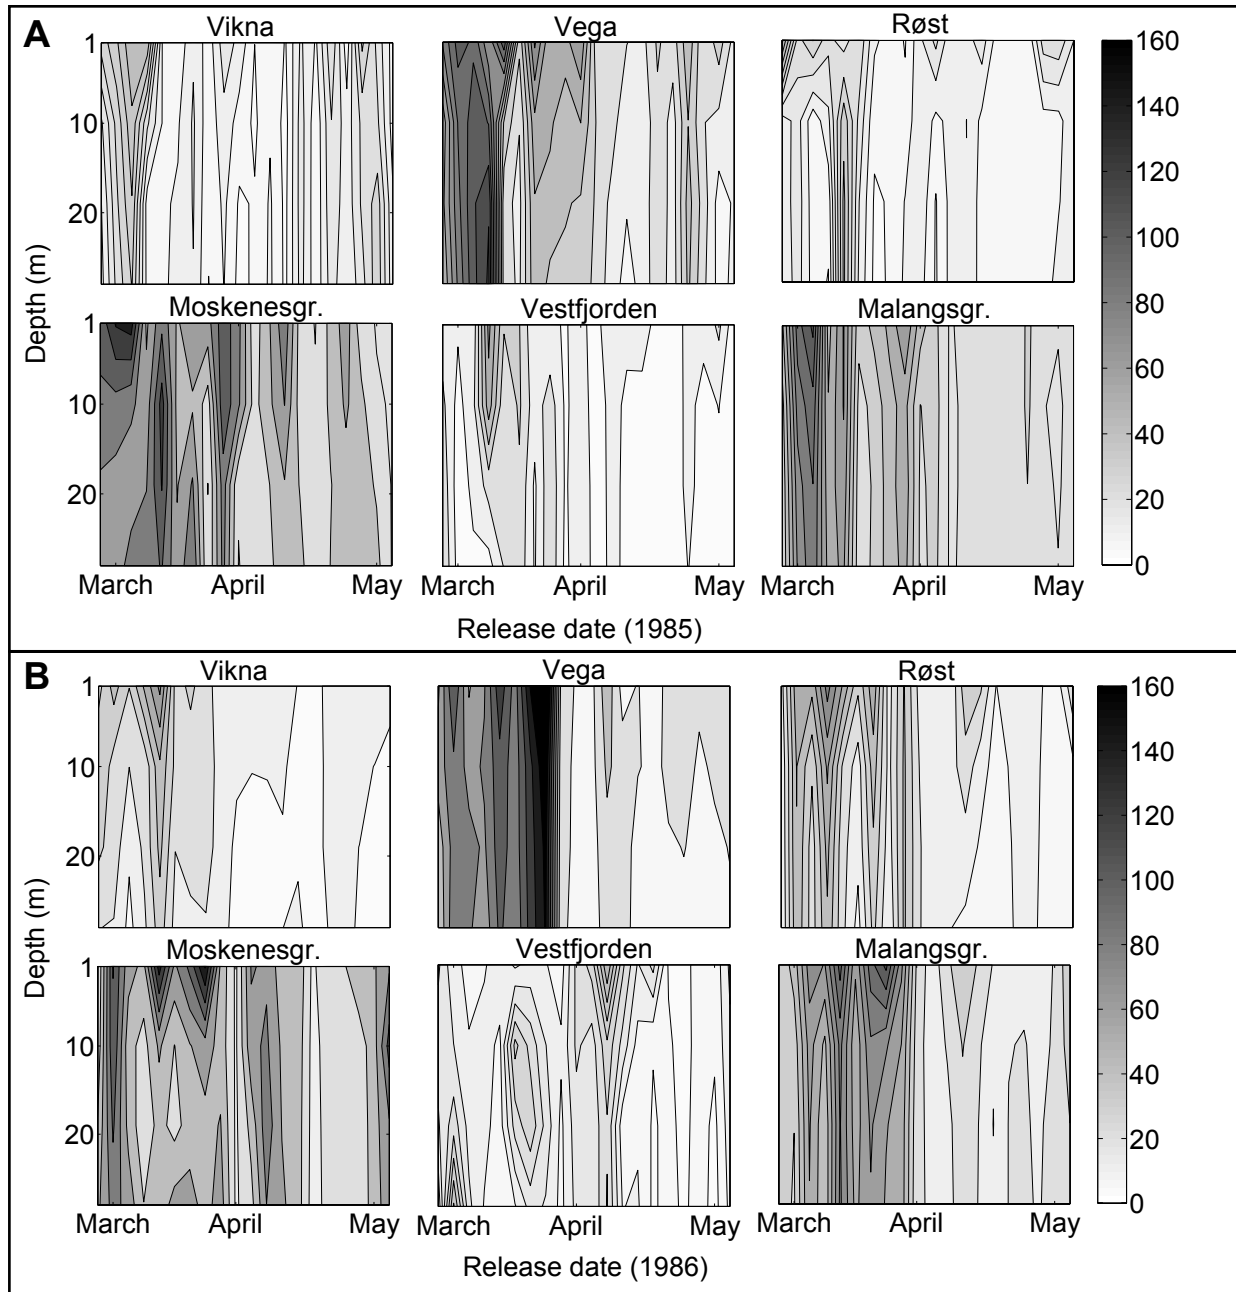 A
Vikna
Vega
Røst
1
10
20
160
140
120
100
80
60
40
20
0
Depth (m)
Moskenesgr.
Vestfjorden
Malangsgr.
1
10
20
March
April
May
March
April
May
March
April
May
Release date (1985)
B
Vikna
Vega
Røst
1
10
20
160
140
120
100
80
60
40
20
0
Depth (m)
Moskenesgr.
Vestfjorden
Malangsgr.
1
10
20
March
April
May
March
April
May
March
April
May
Release date (1986)